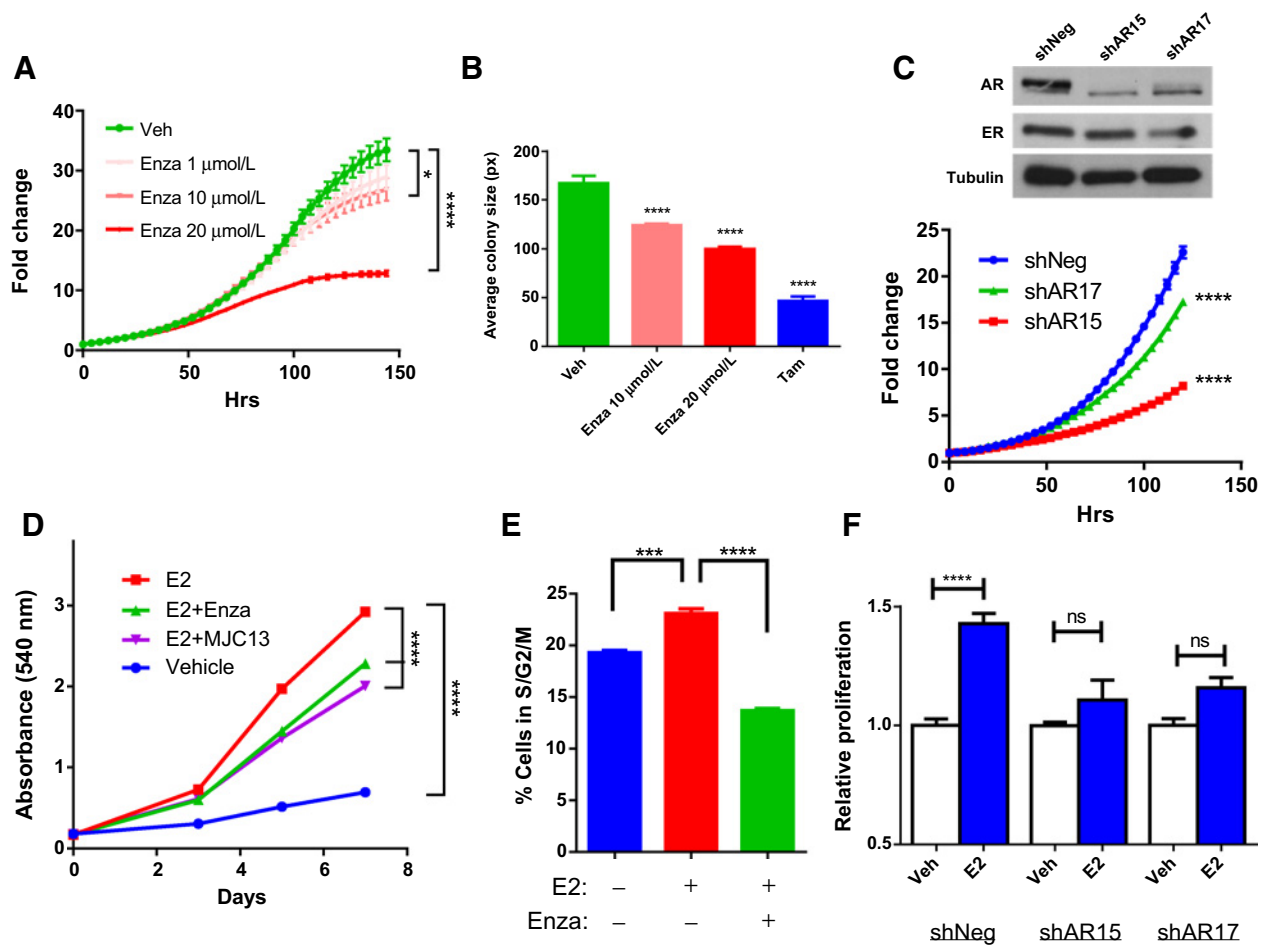 A
Fold change
40
30
20
10
0
0 50 100 150
Hrs
Veh
Enza 1 μmol/L
Enza 10 μmol/L
Enza 20 μmol/L
*
****
B
Average colony size (px)
200
150
100
50
0
****
****
****
Veh
Enza 10 μmol/L
Enza 20 μmol/L
Tam
C
shNeg
shAR15
shAR17
AR
ER
Tubulin
Fold change
25
20
15
10
5
0
0 50 100 150
Hrs
shNeg
shAR17
shAR15
****
****
D
Absorbance (540 nm)
3
2
1
0
0 2 4 6 8
Days
E2
E2+Enza
E2+MJC13
Vehicle
****
****
E
% Cells in S/G2/M
25
20
15
10
5
0
*** ****
E2: – + +
Enza: – – +
F
Relative proliferation
1.5
1.0
0.5
****
ns
ns
Veh E2 Veh E2 Veh E2
shNeg shAR15 shAR17